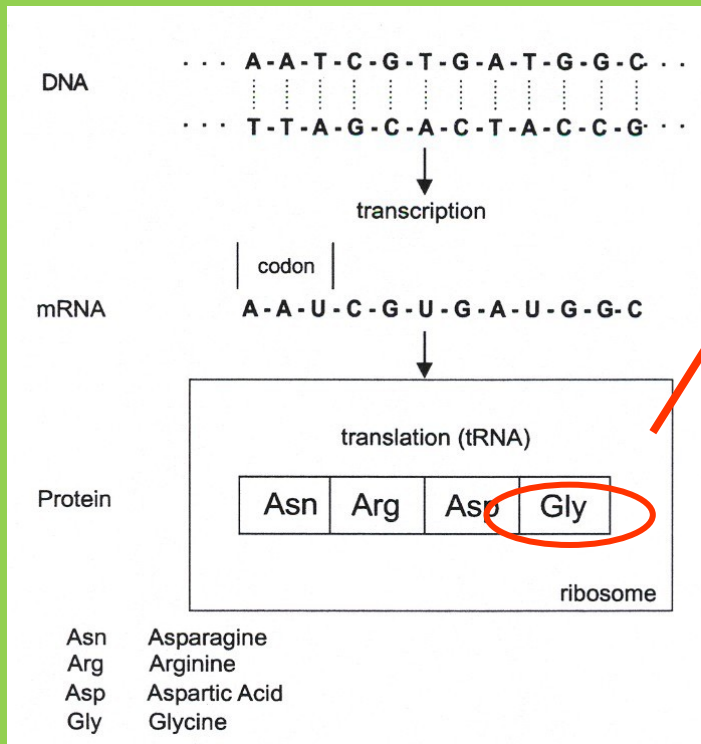 · · · A-A-T-C-G-T-G-A-T-G-G-C · · ·
DNA
· · · T-T-A-G-C-A-C-T-A-C-C-G · · ·
transcription
codon
mRNA
A-A-U-C-G-U-G-A-U-G-G-C
translation (tRNA)
Protein
Asn Arg Asp Gly
ribosome
Asn Asparagine
Arg Arginine
Asp Aspartic Acid
Gly Glycine